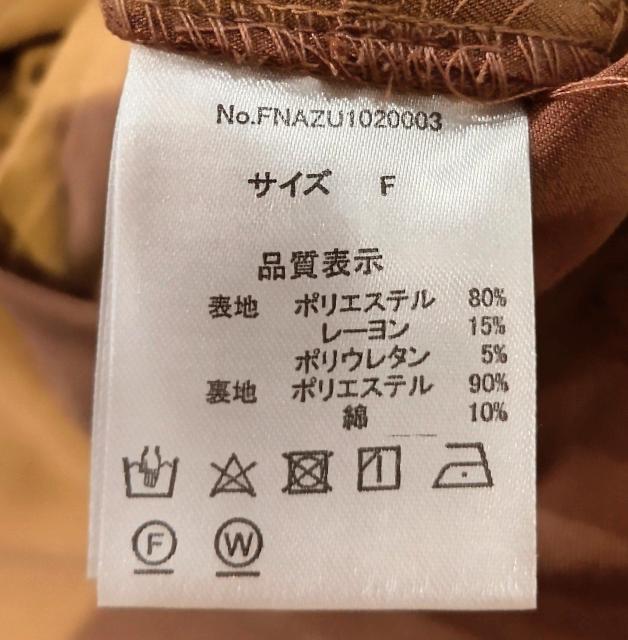 No.FNAZU1020003
サイズ F
品質表示
表地 ポリエステル 80%
レーヨン 15%
ポリウレタン 5%
裏地 ポリエステル 90%
綿 10%
F W